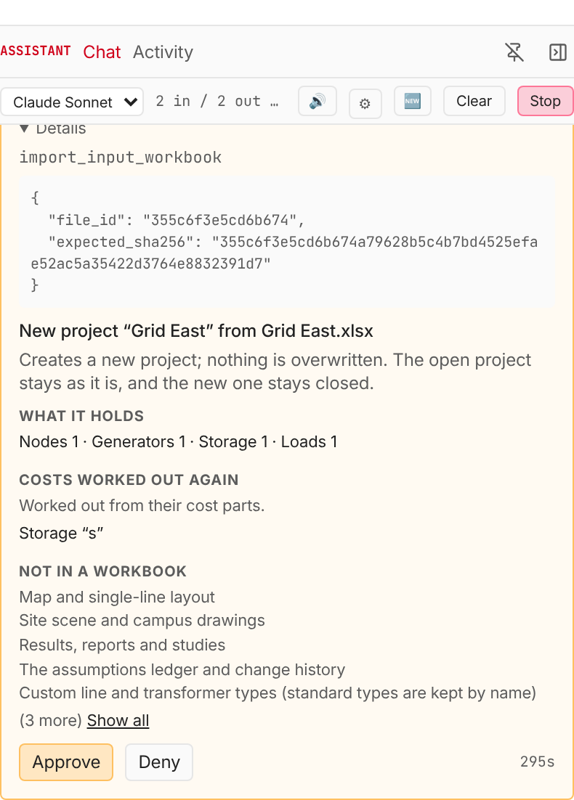 ASSISTANT Chat Activity
Claude Sonnet 2 in / 2 out … NEW Clear Stop
▼ Details
import_input_workbook
{
"file_id": "355c6f3e5cd6b674",
"expected_sha256": "355c6f3e5cd6b674a79628b5c4b7bd4525efa
e52ac5a35422d3764e8832391d7"
}
New project “Grid East” from Grid East.xlsx
Creates a new project; nothing is overwritten. The open project
stays as it is, and the new one stays closed.
WHAT IT HOLDS
Nodes 1 · Generators 1 · Storage 1 · Loads 1
COSTS WORKED OUT AGAIN
Worked out from their cost parts.
Storage “s”
NOT IN A WORKBOOK
Map and single-line layout
Site scene and campus drawings
Results, reports and studies
The assumptions ledger and change history
Custom line and transformer types (standard types are kept by name)
(3 more) Show all
Approve Deny 295s